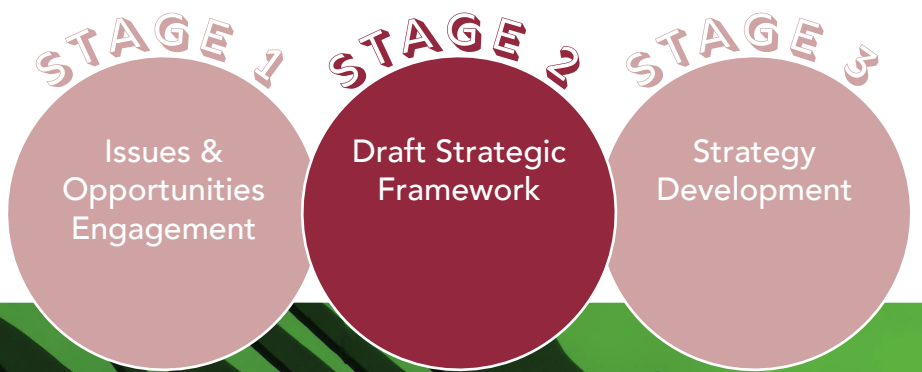 STAGE 1
Issues &
Opportunities
Engagement
STAGE 2
Draft Strategic
Framework
STAGE 3
Strategy
Development